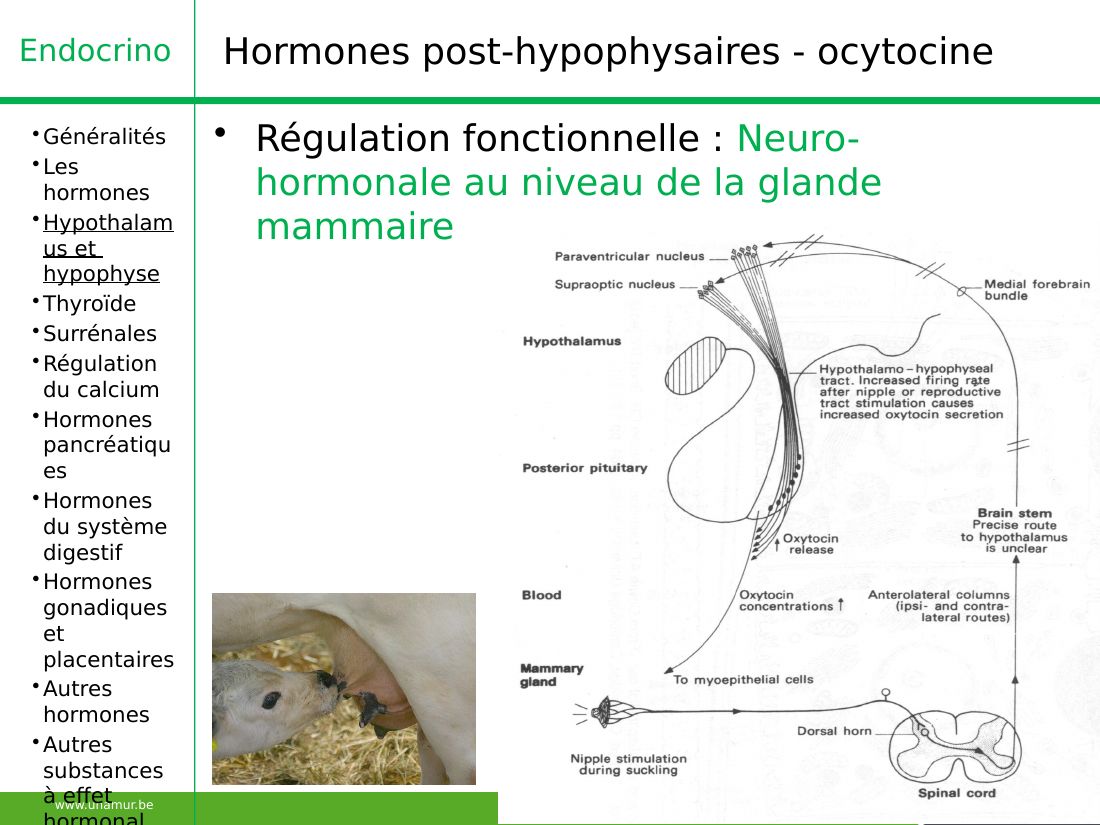 Endocrino
Hormones post-hypophysaires - ocytocine
•Généralités
•Les
hormones
•Hypothalam
us et
hypophyse
•Thyroïde
•Surrénales
•Régulation
du calcium
•Hormones
pancréatiqu
es
•Hormones
du système
digestif
•Hormones
gonadiques
et
placentaires
•Autres
hormones
•Autres
substances
à effet
hormonal
www.unamur.be
• Régulation fonctionnelle : Neuro-
hormonale au niveau de la glande
mammaire
Paraventricular nucleus
Supraoptic nucleus
Medial forebrain
bundle
Hypothalamus
Hypothalamo-hypophyseal
tract. Increased firing rate
after nipple or reproductive
tract stimulation causes
increased oxytocin secretion
Posterior pituitary
Brain stem
Precise route
to hypothalamus
is unclear
↑ Oxytocin
release
Blood
Oxytocin
concentrations ↑
Anterolateral columns
(ipsi- and contra-
lateral routes)
Mammary
gland
To myoepithelial cells
Dorsal horn
Nipple stimulation
during suckling
Spinal cord